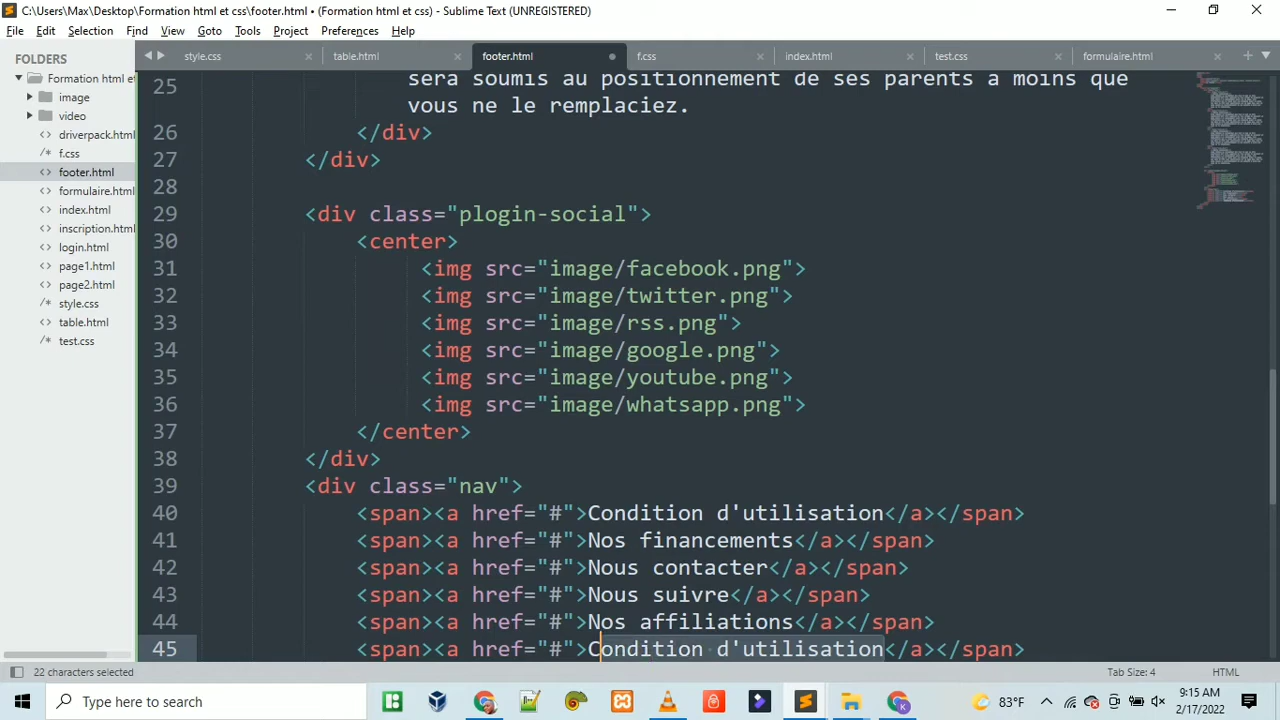 C:\Users\Max\Desktop\Formation html et css\footer.html • (Formation html et css) - Sublime Text (UNREGISTERED)
File Edit Selection Find View Goto Tools Project Preferences Help
FOLDERS
Formation html et
image
video
driverpack.html
f.css
footer.html
formulaire.html
index.html
inscription.html
login.html
page1.html
page2.html
style.css
table.html
test.css
style.css table.html footer.html f.css index.html test.css formulaire.html
25 sera soumis au positionnement de ses parents a moins que
vous ne le remplaciez.
26 </div>
27 </div>
28
29 <div class="plogin-social">
30 <center>
31 <img src="image/facebook.png">
32 <img src="image/twitter.png">
33 <img src="image/rss.png">
34 <img src="image/google.png">
35 <img src="image/youtube.png">
36 <img src="image/whatsapp.png">
37 </center>
38 </div>
39 <div class="nav">
40 <span><a href="#">Condition d'utilisation</a></span>
41 <span><a href="#">Nos financements</a></span>
42 <span><a href="#">Nous contacter</a></span>
43 <span><a href="#">Nous suivre</a></span>
44 <span><a href="#">Nos affiliations</a></span>
45 <span><a href="#">Condition d'utilisation</a></span>
22 characters selected Tab Size: 4 HTML
Type here to search 83°F 9:15 AM
2/17/2022